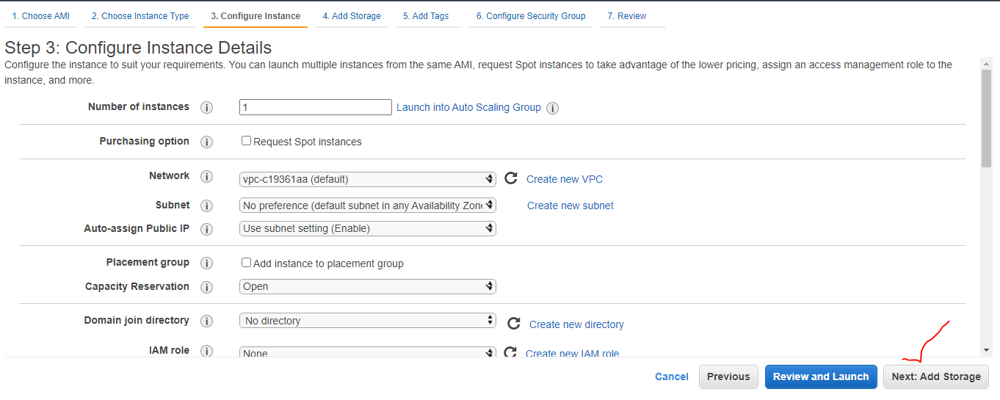 1. Choose AMI 2. Choose Instance Type 3. Configure Instance 4. Add Storage 5. Add Tags 6. Configure Security Group 7. Review
Step 3: Configure Instance Details
Configure the instance to suit your requirements. You can launch multiple instances from the same AMI, request Spot instances to take advantage of the lower pricing, assign an access management role to the
instance, and more.
Number of instances i 1 Launch into Auto Scaling Group i
Purchasing option i Request Spot instances
Network i vpc-c19361aa (default) Create new VPC
Subnet i No preference (default subnet in any Availability Zone Create new subnet
Auto-assign Public IP i Use subnet setting (Enable)
Placement group i Add instance to placement group
Capacity Reservation i Open
Domain join directory i No directory Create new directory
IAM role i None Create new IAM role
Cancel Previous Review and Launch Next: Add Storage